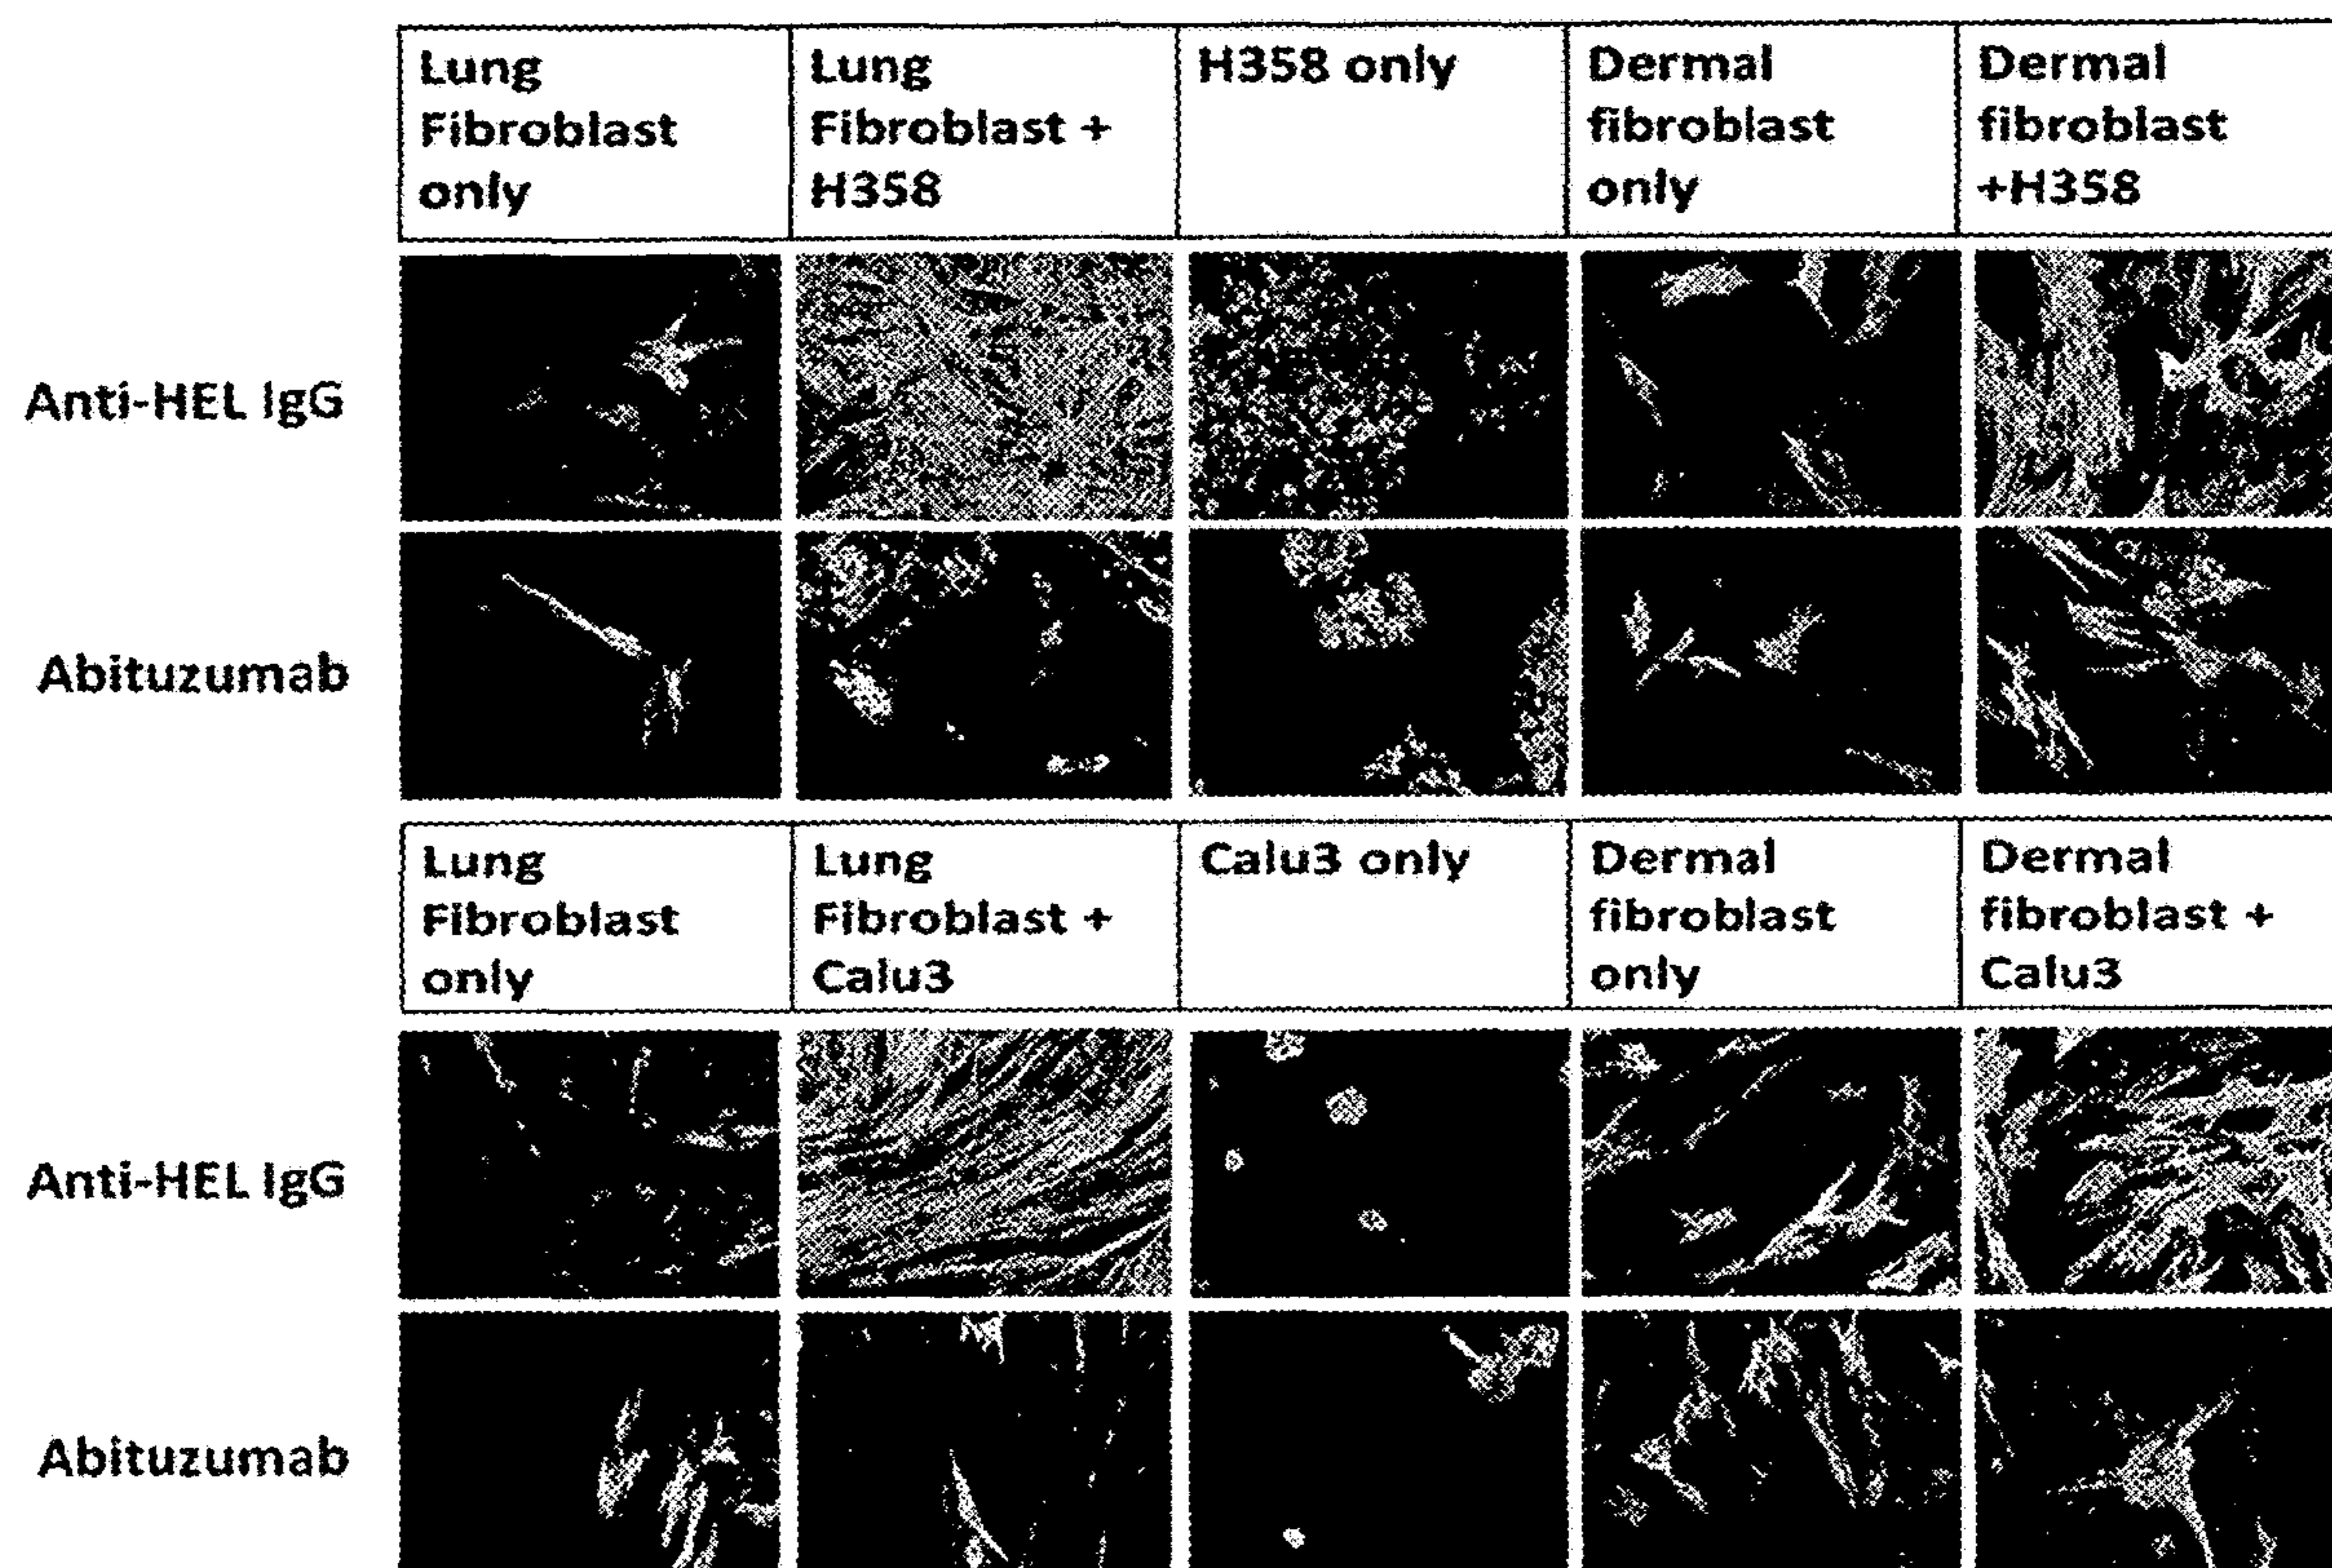 Lung
Fibroblast
only
Lung
Fibroblast +
H358
H358 only
Dermal
fibroblast
only
Dermal
fibroblast
+H358
Anti-HEL IgG
Abituzumab
Lung
Fibroblast
only
Lung
Fibroblast +
Calu3
Calu3 only
Dermal
fibroblast
only
Dermal
fibroblast +
Calu3
Anti-HEL IgG
Abituzumab